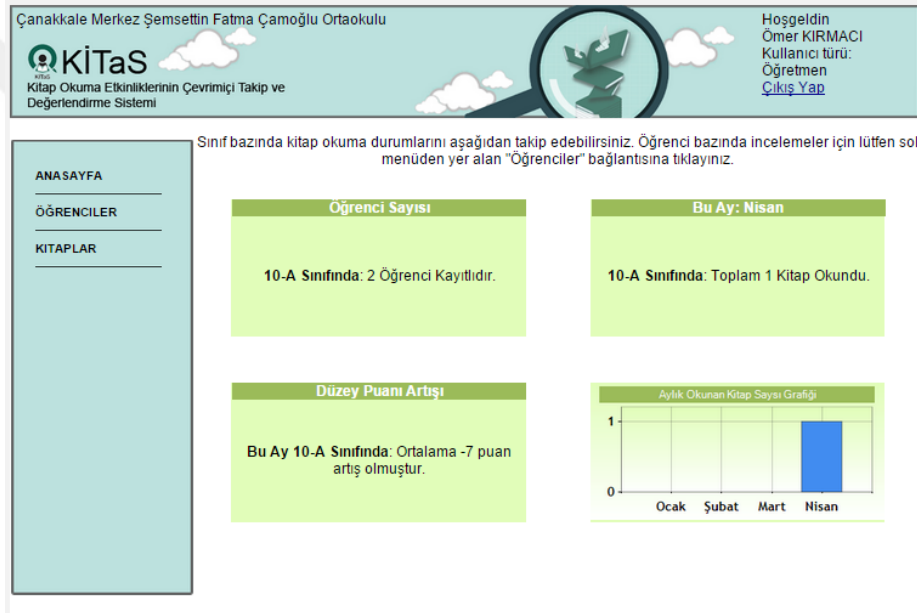 Çanakkale Merkez Şemsettin Fatma Çamoğlu Ortaokulu
KİTaS
KİTaS
Kitap Okuma Etkinliklerinin Çevrimiçi Takip ve
Değerlendirme Sistemi
Hoşgeldin
Ömer KIRMACI
Kullanıcı türü:
Öğretmen
Çıkış Yap
ANASAYFA
ÖĞRENCILER
KITAPLAR
Sınıf bazında kitap okuma durumlarını aşağıdan takip edebilirsiniz. Öğrenci bazında incelemeler için lütfen sol
menüden yer alan "Öğrenciler" bağlantısına tıklayınız.
Öğrenci Sayısı
10-A Sınıfında: 2 Öğrenci Kayıtlıdır.
Bu Ay: Nisan
10-A Sınıfında: Toplam 1 Kitap Okundu.
Düzey Puanı Artışı
Bu Ay 10-A Sınıfında: Ortalama -7 puan
artış olmuştur.
Aylık Okunan Kitap Saysı Grafiği
1
0
Ocak Şubat Mart Nisan